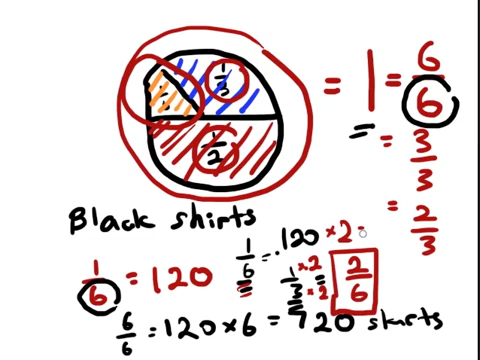 1/3
1/2
= 1 = 6/6
= 3/3
= 2/3
Black shirts
1/6 = 120
1/6 = 120 × 2
1/3 × 2 × 2 = 2/6
6/6 = 120 × 6 = 720 shirts